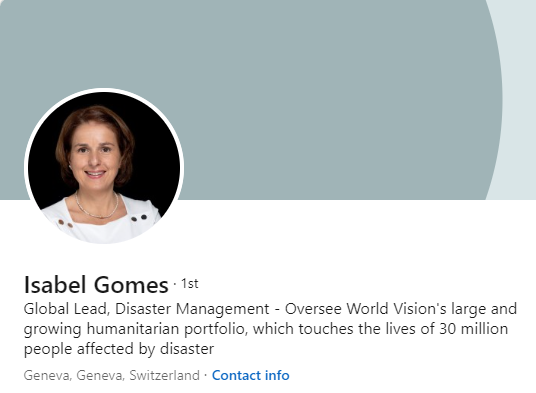 Isabel Gomes · 1st
Global Lead, Disaster Management - Oversee World Vision's large and
growing humanitarian portfolio, which touches the lives of 30 million
people affected by disaster
Geneva, Geneva, Switzerland · Contact info